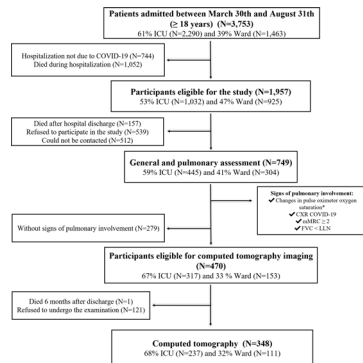 Patients admitted between March 30th and August 31th
(≥ 18 years) (N=3,753)
61% ICU (N=2,290) and 39% Ward (N=1,463)
Hospitalization not due to COVID-19 (N=744)
Died during hospitalization (N=1,052)
Participants eligible for the study (N=1,957)
53% ICU (N=1,032) and 47% Ward (N=925)
Died after hospital discharge (N=157)
Refused to participate in the study (N=539)
Could not be contacted (N=512)
General and pulmonary assessment (N=749)
59% ICU (N=445) and 41% Ward (N=304)
Signs of pulmonary involvement:
✔Changes in pulse oximeter oxygen
saturation*
✔CXR COVID-19
✔mMRC ≥ 2
✔FVC < LLN
Without signs of pulmonary involvement (N=279)
Participants eligible for computed tomography imaging
(N=470)
67% ICU (N=317) and 33 % Ward (N=153)
Died 6 months after discharge (N=1)
Refused to undergo the examination (N=121)
Computed tomography (N=348)
68% ICU (N=237) and 32% Ward (N=111)